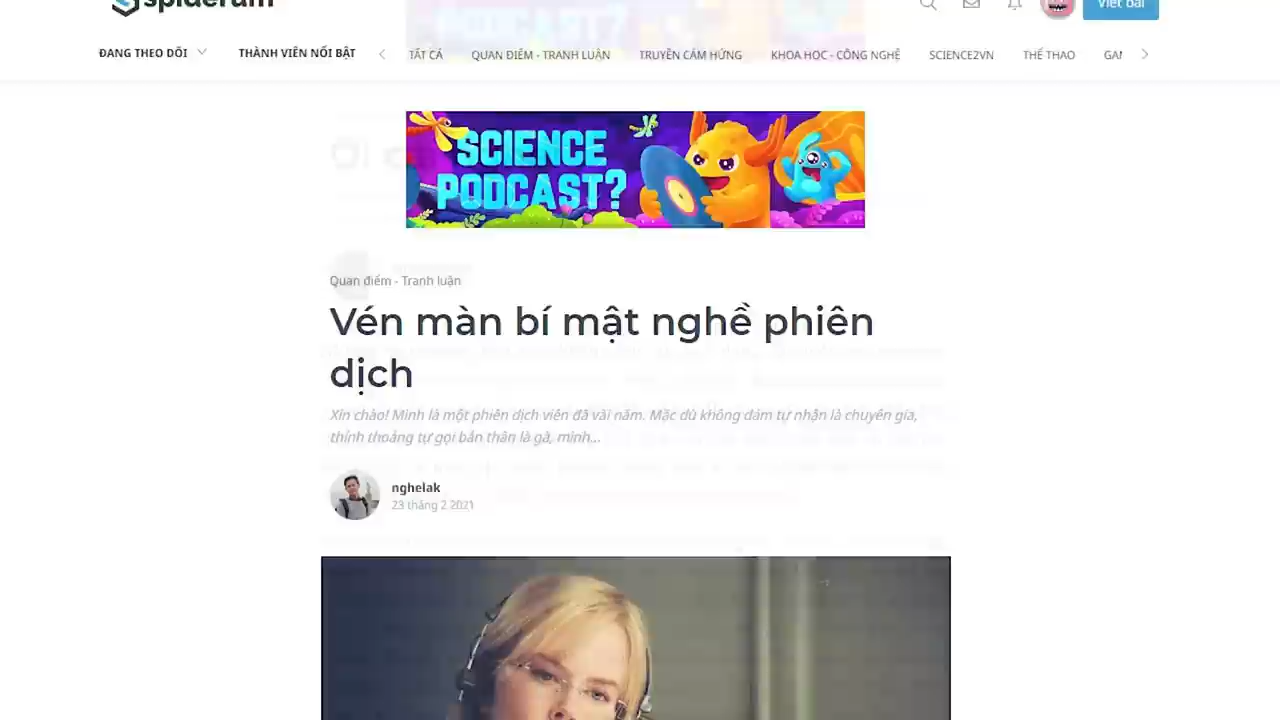 spiderum
Viết bài
ĐANG THEO DÕI
THÀNH VIÊN NỔI BẬT
TẤT CẢ
QUAN ĐIỂM - TRANH LUẬN
TRUYỀN CẢM HỨNG
KHOA HỌC - CÔNG NGHỆ
SCIENCE2VN
THỂ THAO
SCIENCE
PODCAST?
Quan điểm - Tranh luận
Vén màn bí mật nghề phiên
dịch
Xin chào! Mình là một phiên dịch viên đã vài năm. Mặc dù không dám tự nhận là chuyên gia,
thỉnh thoảng tự gọi bản thân là gà, mình...
nghelak
23 tháng 2 2021